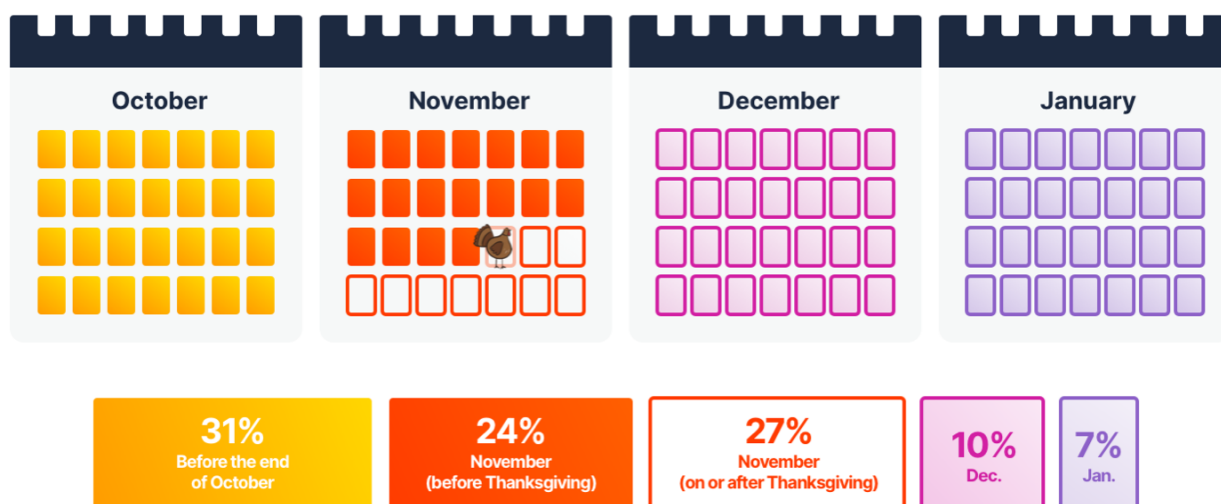 October
November
December
January
31%
Before the end
of October
24%
November
(before Thanksgiving)
27%
November
(on or after Thanksgiving)
10%
Dec.
7%
Jan.